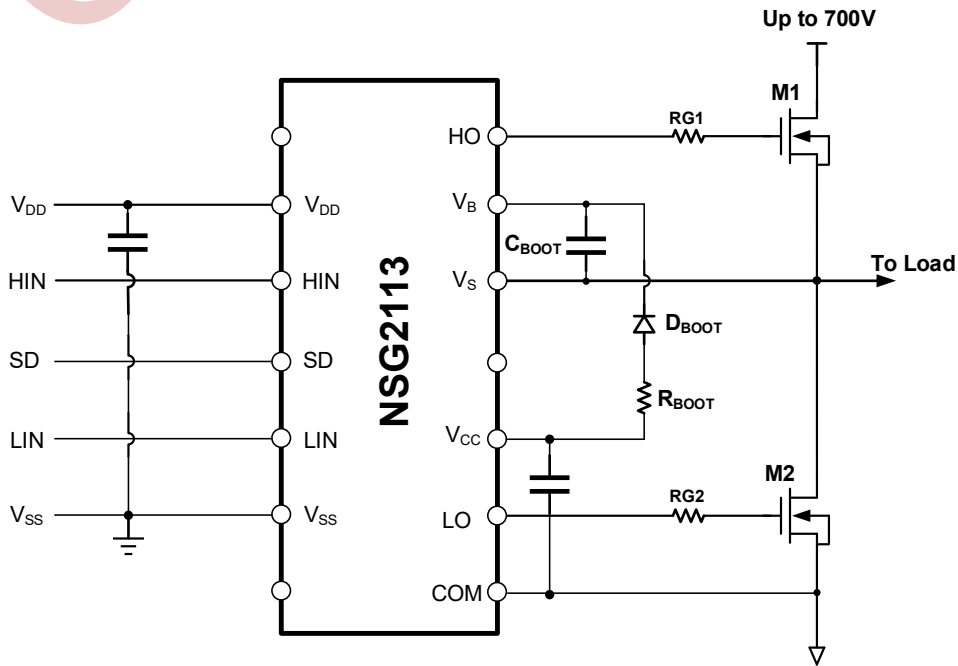 Up to 700V
M1
RG1
HO
V_DD
V_DD
V_B
C_BOOT
HIN
HIN
V_S
To Load
D_BOOT
SD
SD
NSG2113
R_BOOT
LIN
LIN
V_CC
M2
RG2
V_SS
V_SS
LO
COM